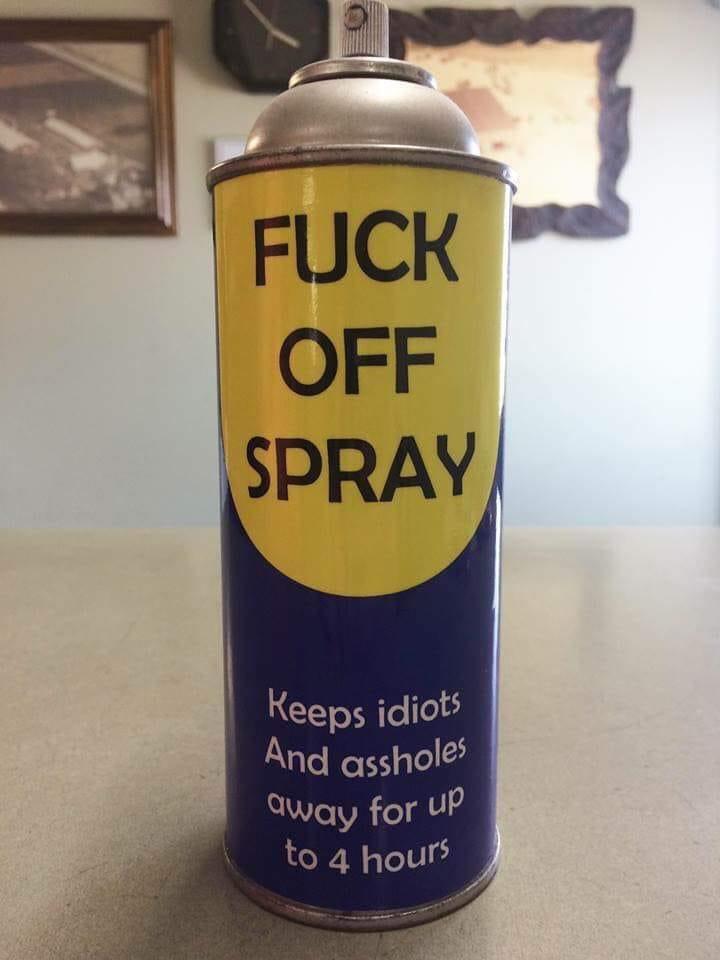 FUCK
OFF
SPRAY
Keeps idiots
And assholes
away for up
to 4 hours